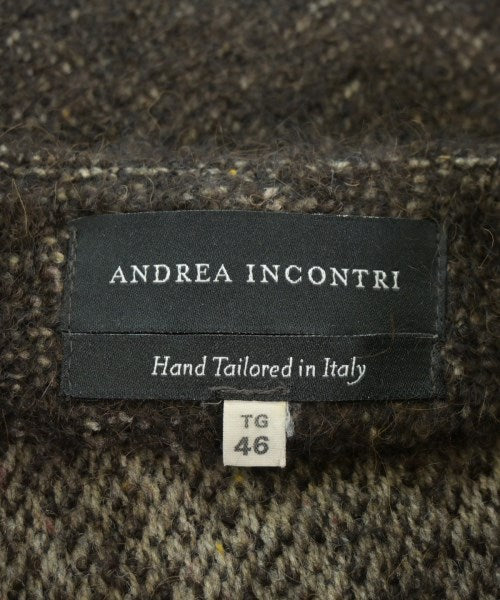 ANDREA INCONTRI
Hand Tailored in Italy
TG
46